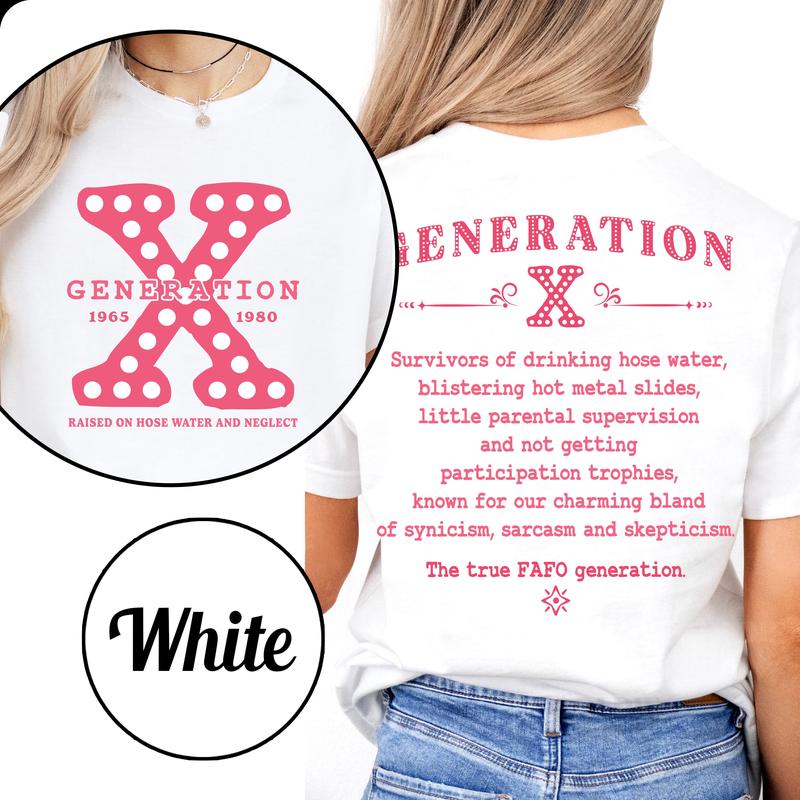 X
GENERATION
1965 1980
RAISED ON HOSE WATER AND NEGLECT
White
GENERATION
X
Survivors of drinking hose water,
blistering hot metal slides,
little parental supervision
and not getting
participation trophies,
known for our charming bland
of synicism, sarcasm and skepticism.
The true FAFO generation.